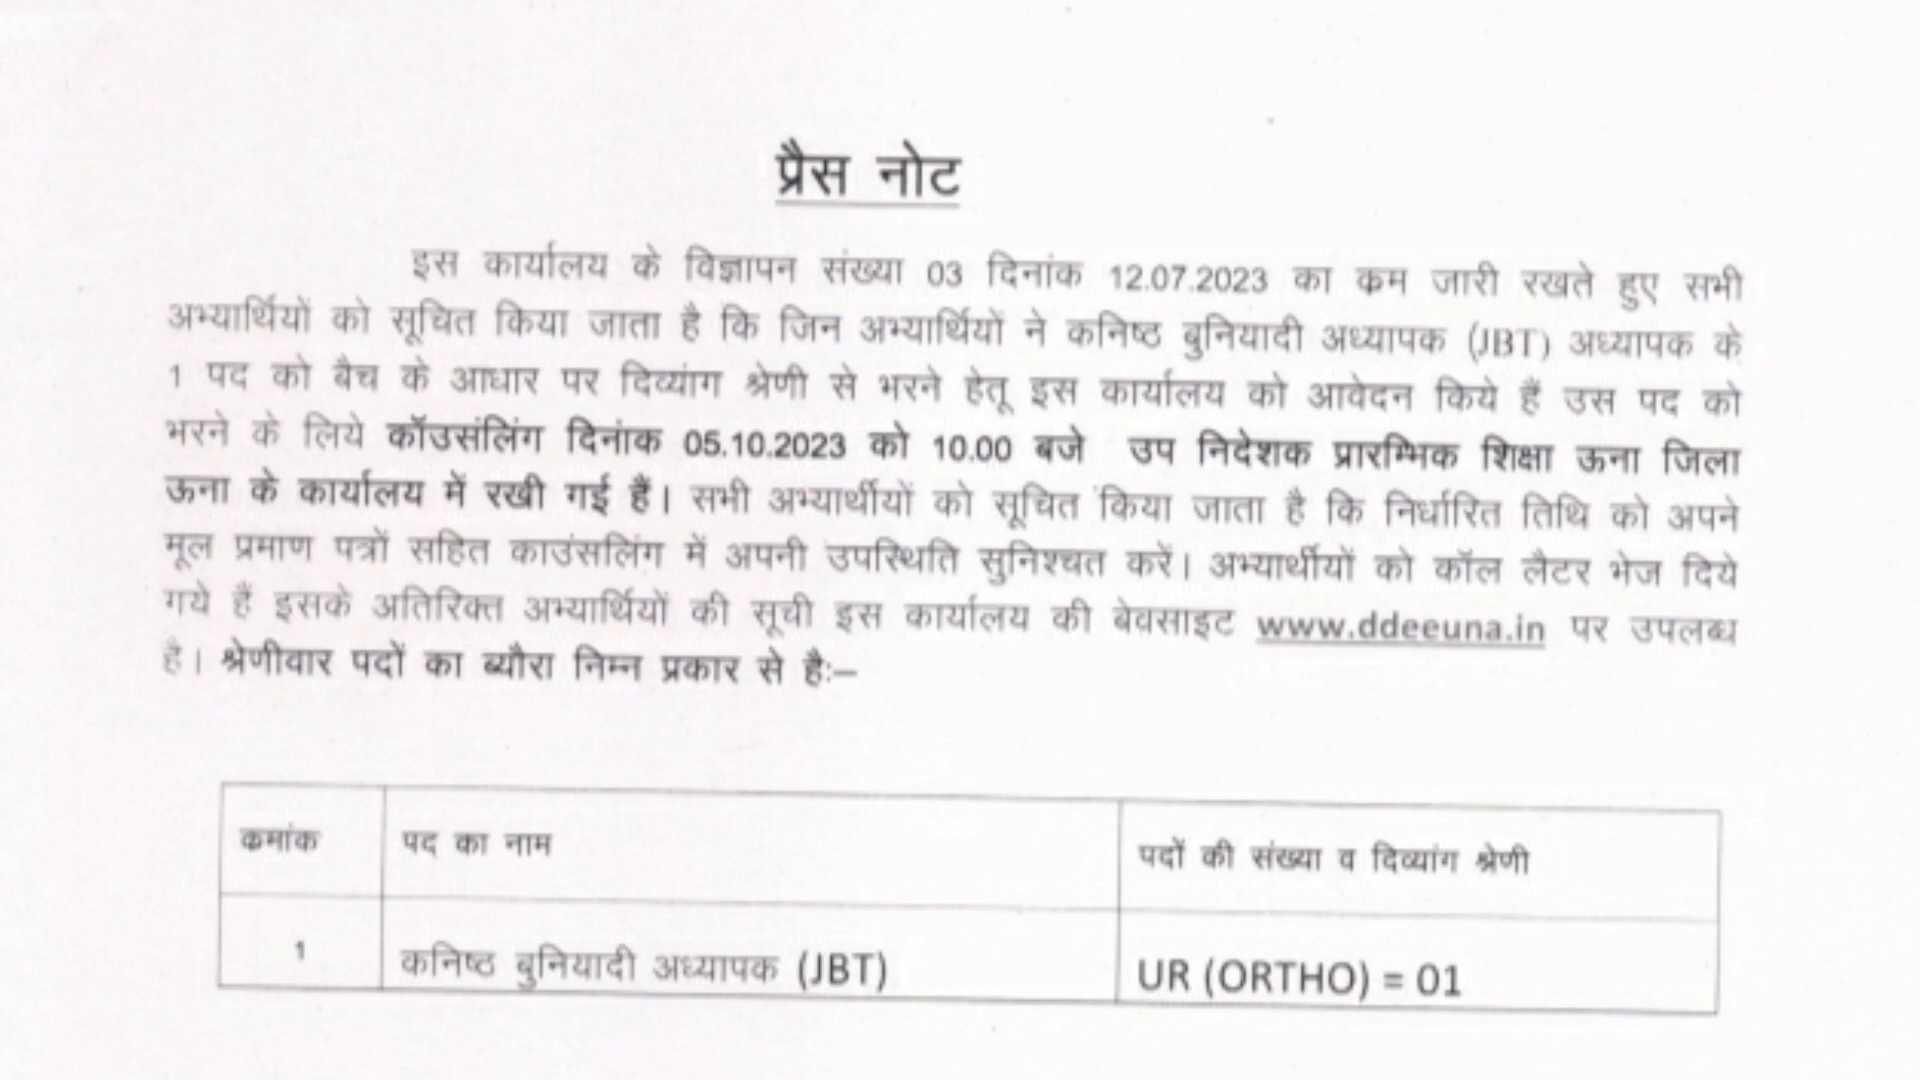 प्रैस नोट
इस कार्यालय के विज्ञापन संख्या 03 दिनांक 12.07.2023 का कम जारी रखते हुए सभी
अभ्यार्थियों को सूचित किया जाता है कि जिन अभ्यार्थियों ने कनिष्ठ बुनियादी अध्यापक (JBT) अध्यापक के
1 पद को बैच के आधार पर दिव्यांग श्रेणी से भरने हेतू इस कार्यालय को आवेदन किये हैं उस पद को
भरने के लिये कॉउसंलिंग दिनांक 05.10.2023 को 10.00 बजे उप निदेशक प्रारम्भिक शिक्षा ऊना जिला
ऊना के कार्यालय में रखी गई हैं। सभी अभ्यार्थीयों को सूचित किया जाता है कि निर्धारित तिथि को अपने
मूल प्रमाण पत्रों सहित काउंसलिंग में अपनी उपस्थिति सुनिश्चत करें। अभ्यार्थीयों को कॉल लैटर भेज दिये
गये हैं इसके अतिरिक्त अभ्यार्थियों की सूची इस कार्यालय की बेवसाइट www.ddeeuna.in पर उपलब्ध
है। श्रेणीवार पदों का ब्यौरा निम्न प्रकार से है:–
कमांक पद का नाम पदों की संख्या व दिव्यांग श्रेणी
1 कनिष्ठ बुनियादी अध्यापक (JBT) UR (ORTHO) = 01